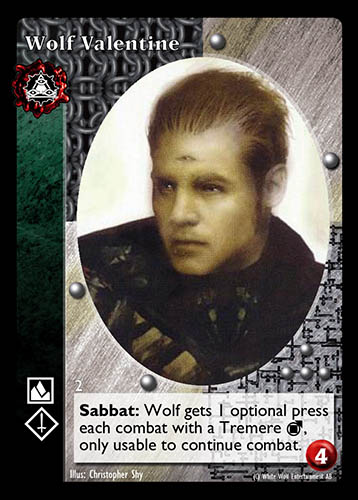 Wolf Valentine
2
Sabbat: Wolf gets 1 optional press
each combat with a Tremere ,
only usable to continue combat.
4
Illus: Christopher Shy
(C) White Wolf Entertainment AB